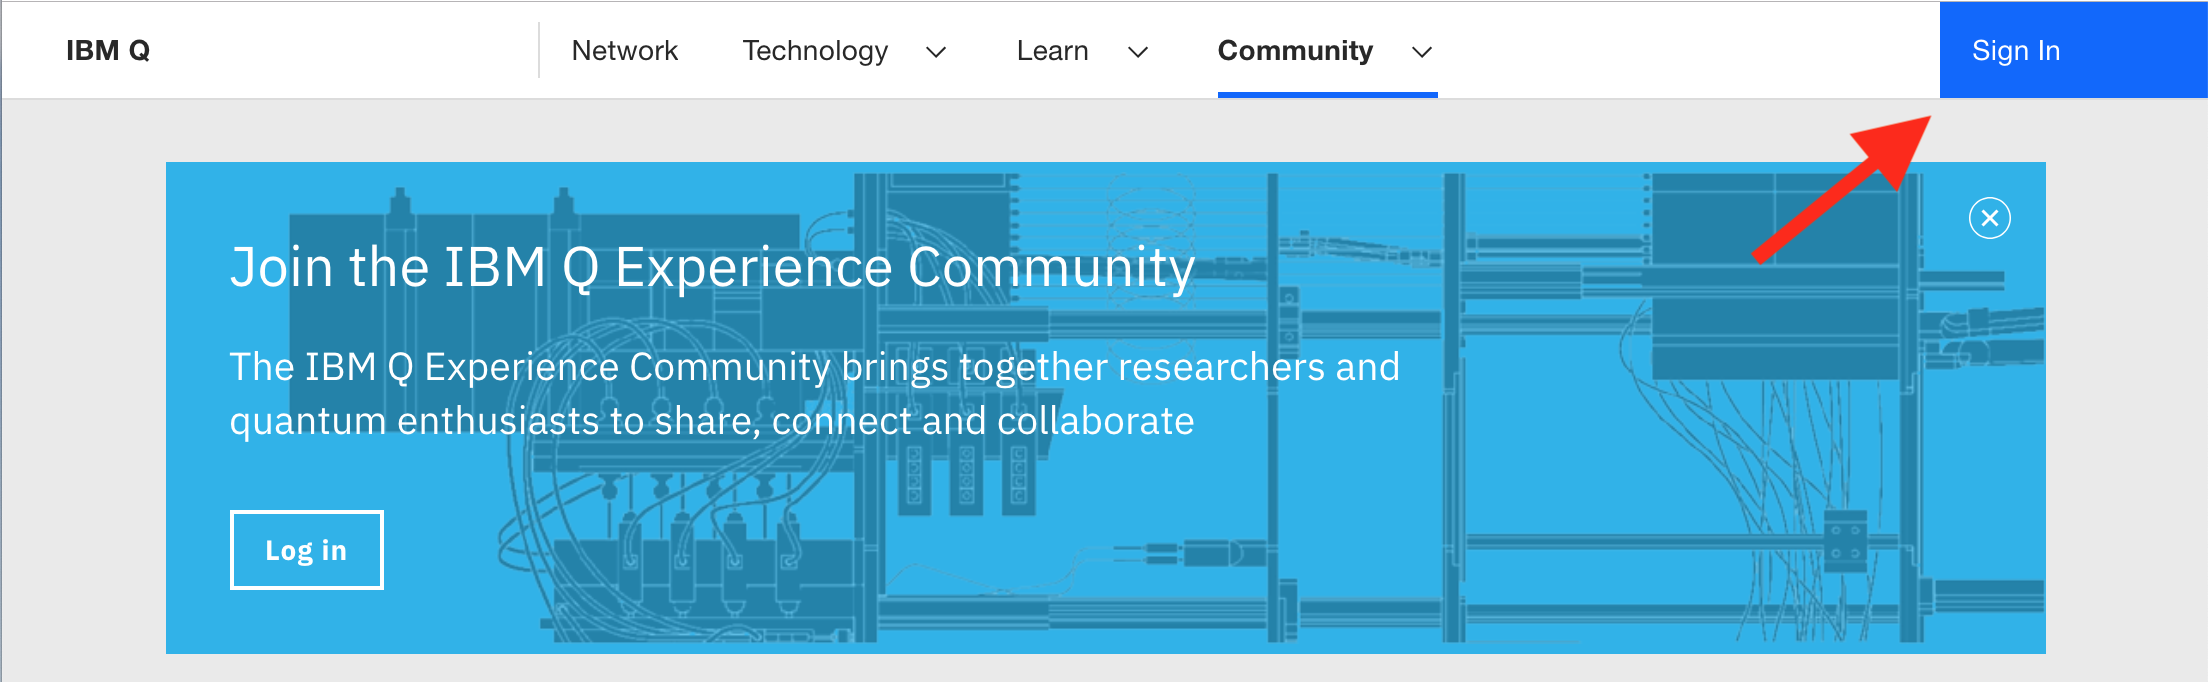 IBM Q Network Technology Learn Community Sign In
Join the IBM Q Experience Community
The IBM Q Experience Community brings together researchers and
quantum enthusiasts to share, connect and collaborate
Log in